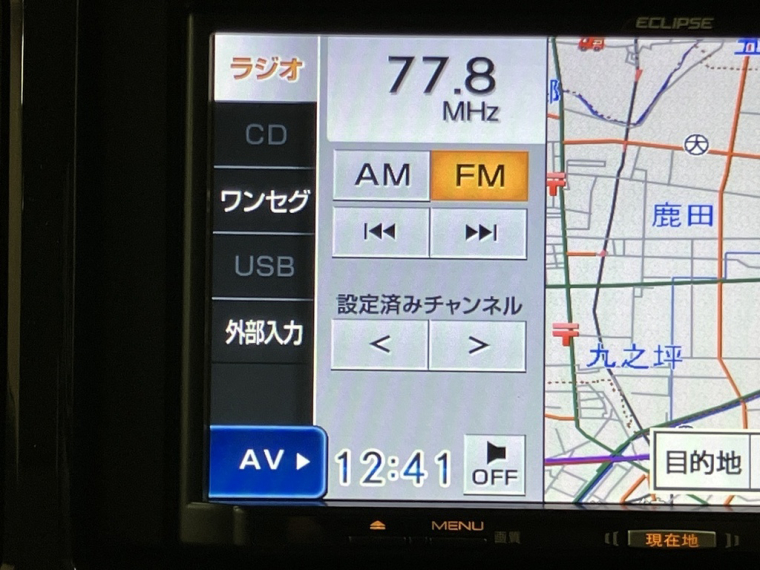 ECLIPSE
ラジオ
77.8
MHz
CD
AM FM
ワンセグ
鹿田
USB
設定済みチャンネル
外部入力
< >
九之坪
AV
12:41
OFF
目的地
MENU
画質
現在地